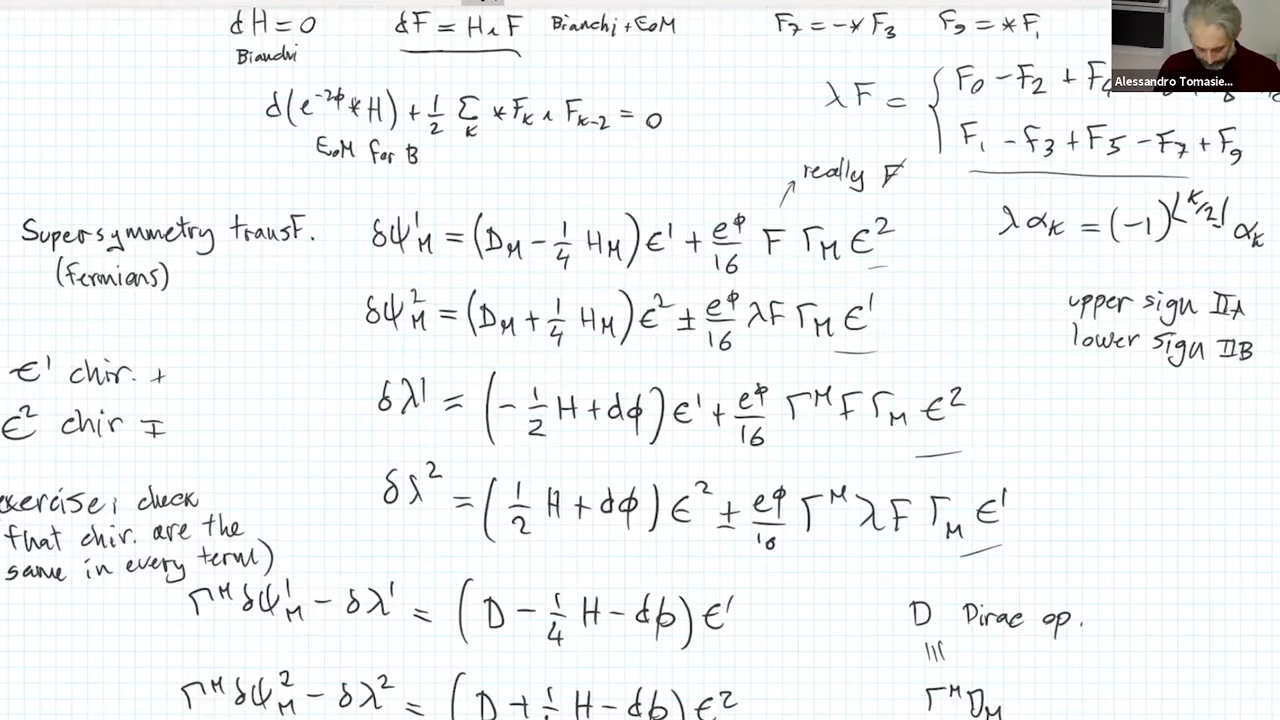 dH = 0   dF = H∧F   Bianchi + EoM   F₇ = -*F₃   F₉ = *F₁
Bianchi
Alessandro Tomasie...
d(e^{-2ϕ} *H) + 1/2 Σ_K *F_K ∧ F_{K-2} = 0
EoM for B
λF = { F₀ - F₂ +
F₁ - F₃ + F₅ - F₇ + F₉
really F̸
λα_K = (-1)^{⌊K/2⌋} α_K
Supersymmetry transf.
(fermions)
δψ¹_M = (D_M - 1/4 H_M)ϵ¹ + e^ϕ/16 F Γ_M ϵ²
δψ²_M = (D_M + 1/4 H_M)ϵ² ± e^ϕ/16 λF Γ_M ϵ¹
upper sign IIA
lower sign IIB
ϵ¹ chir. +
ϵ² chir ∓
δλ¹ = (-1/2 H + dϕ)ϵ¹ + e^ϕ/16 Γ^M F Γ_M ϵ²
δλ² = (1/2 H + dϕ)ϵ² ± e^ϕ/16 Γ^M λF Γ_M ϵ¹
exercise: check
that chir. are the
same in every term)
Γ^M δψ¹_M - δλ¹ = (D - 1/4 H - dϕ)ϵ¹
D Dirac op.
≡
Γ^M D_M
Γ^M δψ²_M - δλ² = (D + 1/4 H - dϕ)ϵ²